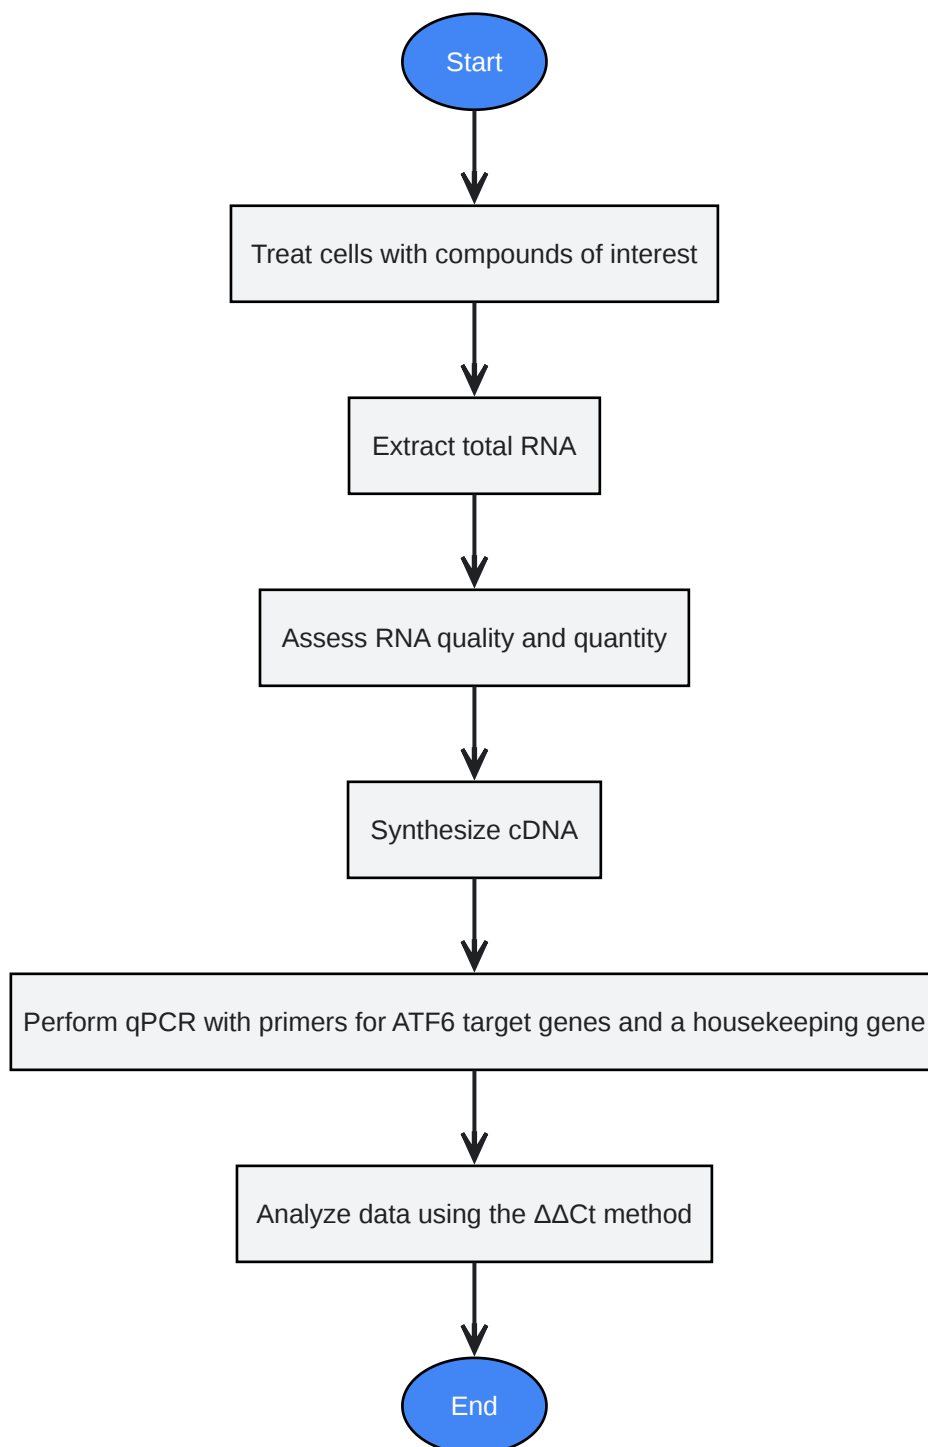 Start
Treat cells with compounds of interest
Extract total RNA
Assess RNA quality and quantity
Synthesize cDNA
Perform qPCR with primers for ATF6 target genes and a housekeeping gene
Analyze data using the ΔΔCt method
End